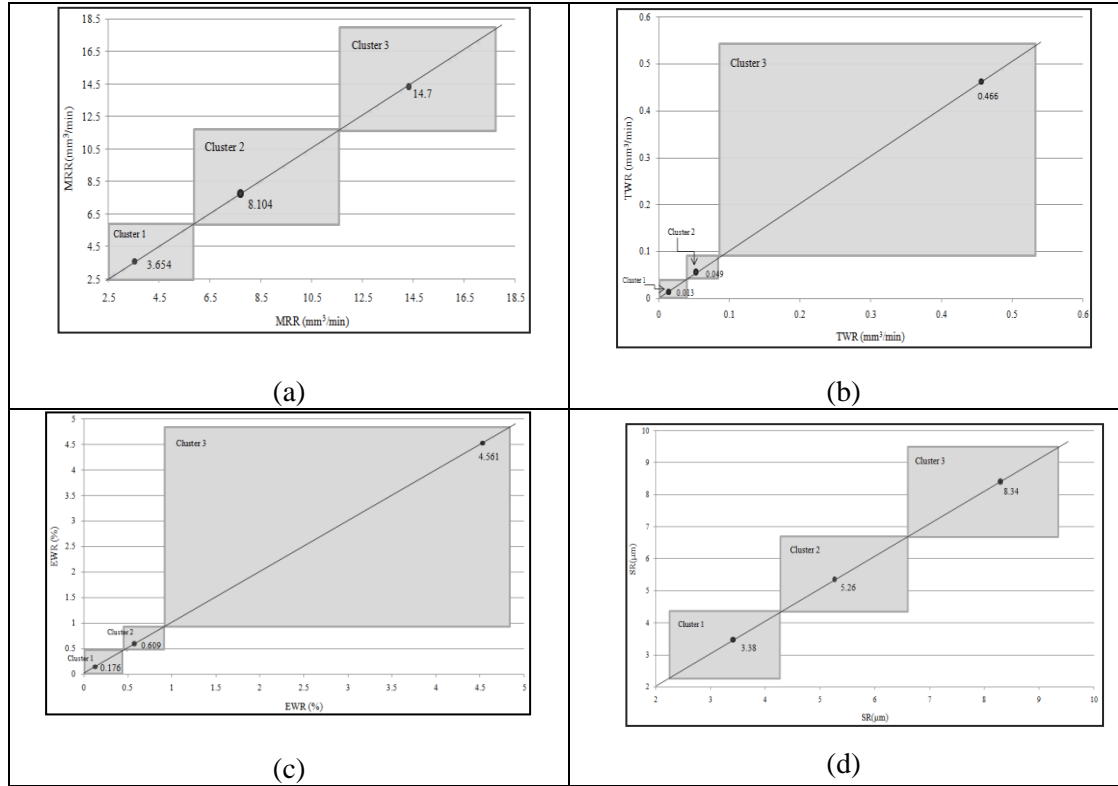 18.5
16.5
14.5
12.5
10.5
8.5
6.5
4.5
2.5
MRR(mm³/min)
Cluster 3
14.7
Cluster 2
8.104
Cluster 1
3.654
2.5 4.5 6.5 8.5 10.5 12.5 14.5 16.5 18.5
MRR (mm³/min)
(a)
0.6
0.5
0.4
0.3
0.2
0.1
0
TWR (mm³/min)
Cluster 3
0.466
Cluster 2
0.049
Cluster 1
0.013
0 0.1 0.2 0.3 0.4 0.5 0.6
TWR (mm³/min)
(b)
5
4.5
4
3.5
3
2.5
2
1.5
1
0.5
0
EWR (%)
Cluster 3
4.561
Cluster 2
0.609
Cluster 1
0.176
0 0.5 1 1.5 2 2.5 3 3.5 4 4.5 5
EWR (%)
(c)
10
9
8
7
6
5
4
3
2
SR(µm)
Cluster 3
8.34
Cluster 2
5.26
Cluster 1
3.38
2 3 4 5 6 7 8 9 10
SR(µm)
(d)